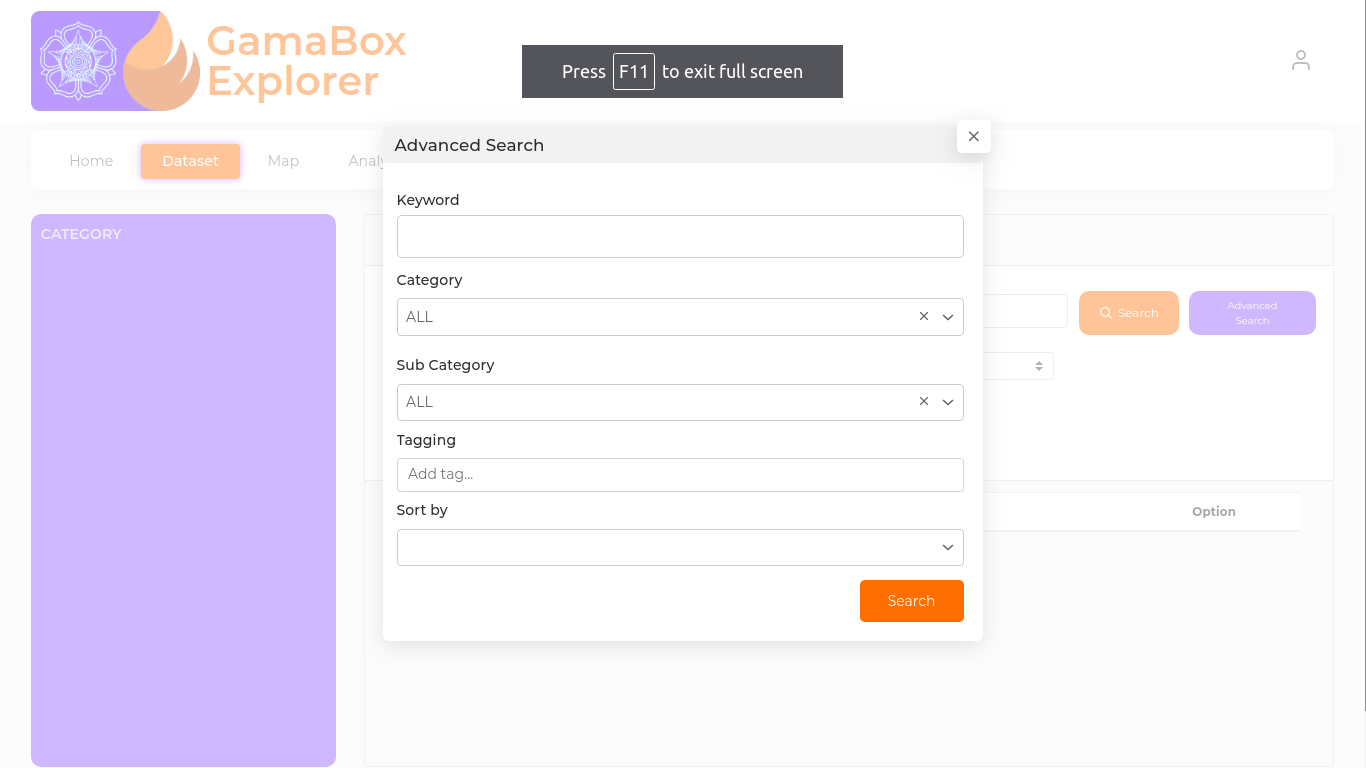 GamaBox
Explorer
Press F11 to exit full screen
Advanced Search
Home
Dataset
Map
Keyword
CATEGORY
Category
ALL
Search
Advanced
Search
Sub Category
ALL
Tagging
Add tag...
Sort by
Option
Search